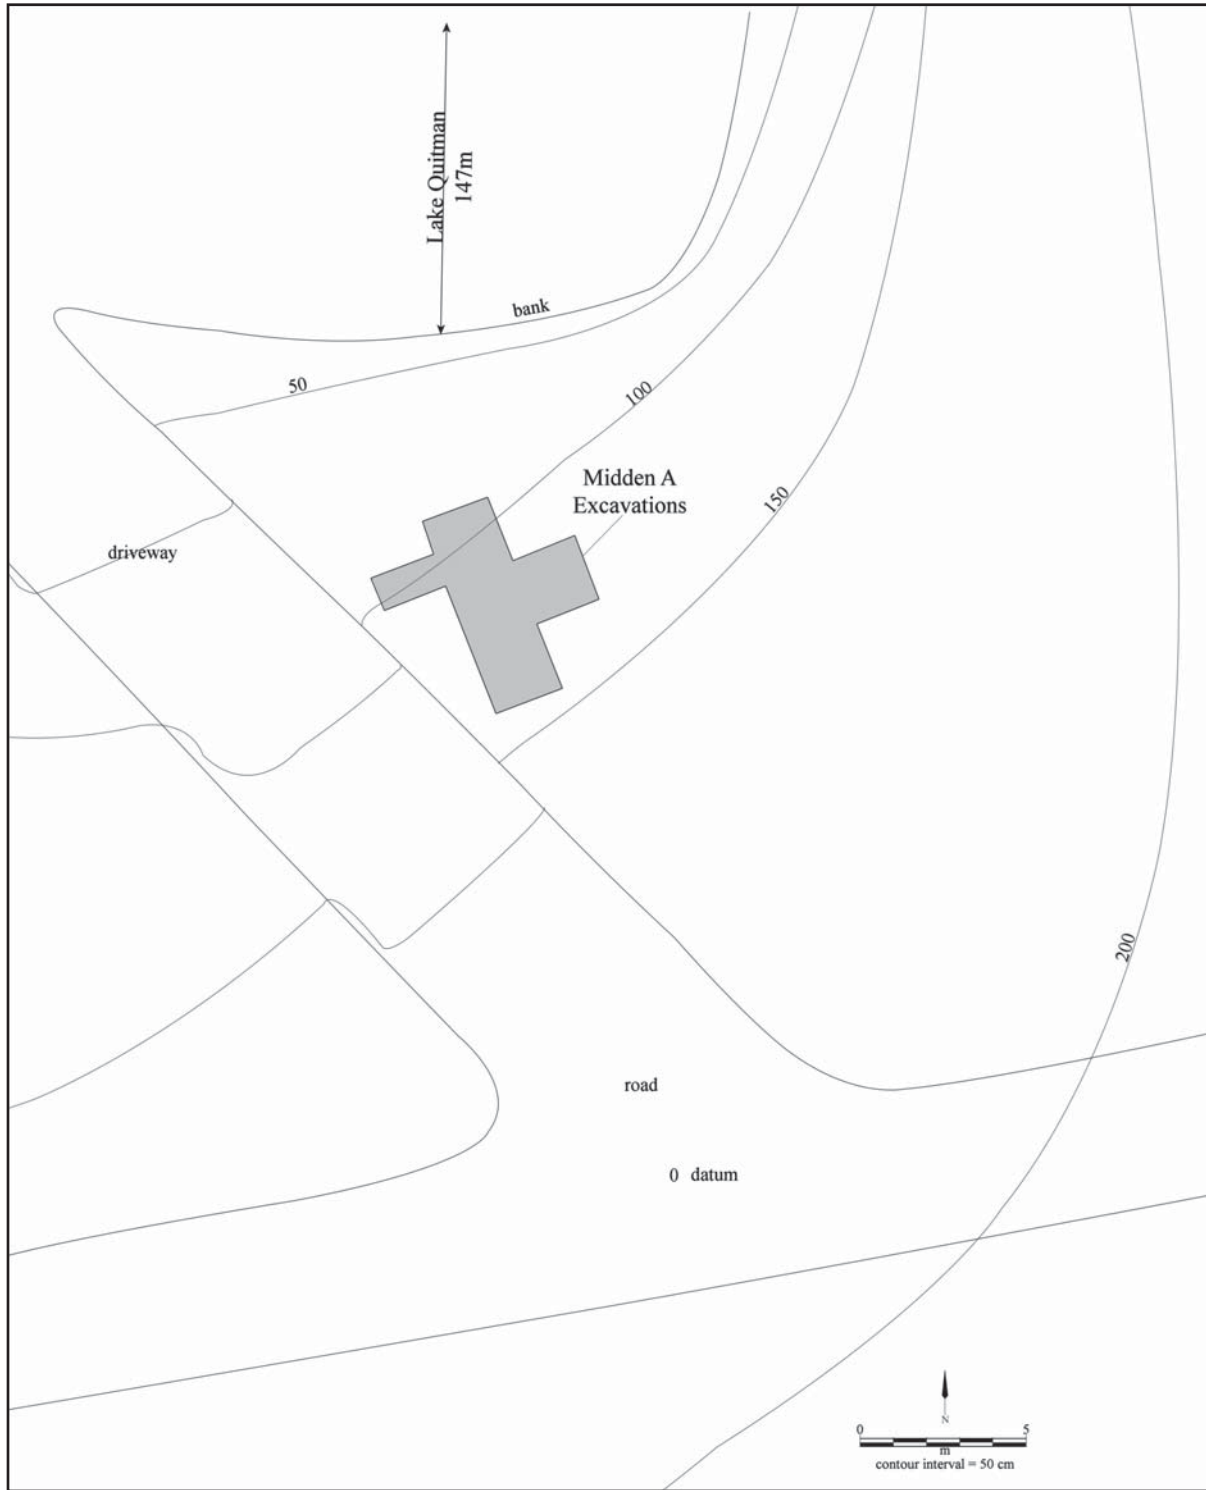 Lake Quitman
147m
bank
50
100
Midden A
Excavations
150
driveway
200
road
0 datum
N
0 5
m
contour interval = 50 cm